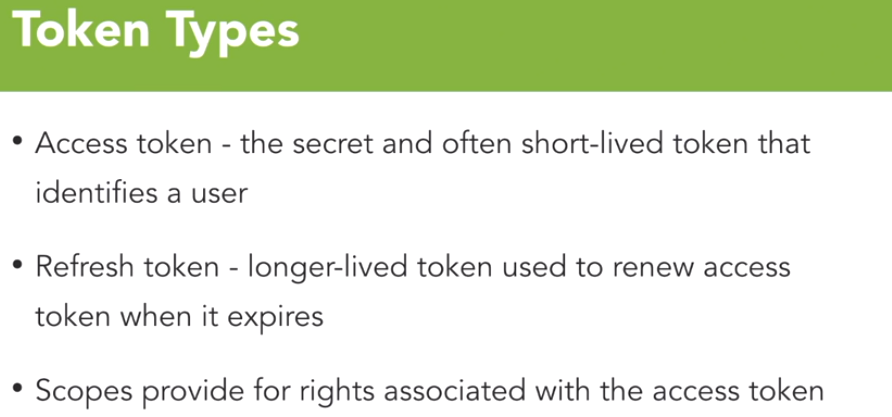 Token Types
• Access token - the secret and often short-lived token that
identifies a user
• Refresh token - longer-lived token used to renew access
token when it expires
• Scopes provide for rights associated with the access token